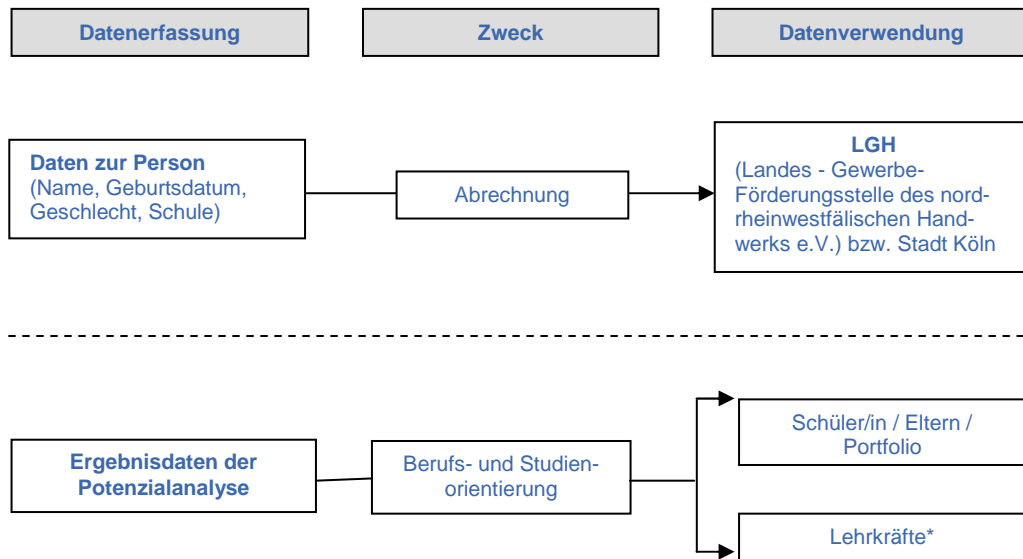 Datenerfassung
Zweck
Datenverwendung
Daten zur Person
(Name, Geburtsdatum,
Geschlecht, Schule)
Abrechnung
LGH
(Landes - Gewerbe-
Förderungsstelle des nord-
rheinwestfälischen Hand-
werks e.V.) bzw. Stadt Köln
Ergebnisdaten der
Potenzialanalyse
Berufs- und Studien-
orientierung
Schüler/in / Eltern /
Portfolio
Lehrkräfte*